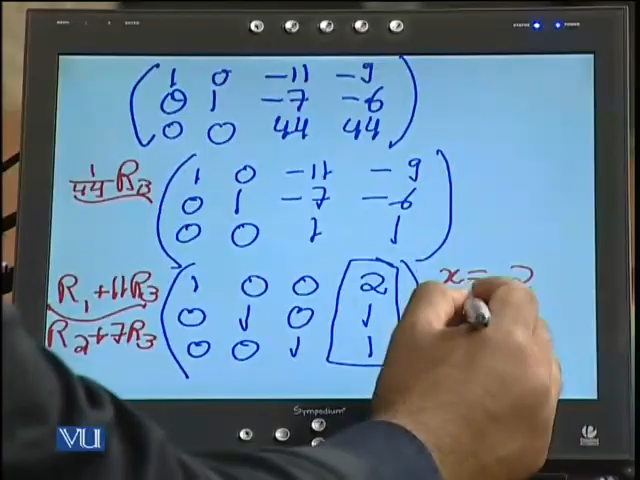 STATUS POWER
1 0 -11 -9
0 1 -7 -6
0 0 44 44
1/44 R3 1 0 -11 -9
0 1 -7 -6
0 0 1 1
R1+11R3 1 0 0 2
R2+7R3 0 1 0 1
0 0 1 1
x = 2
Sympodium
VU